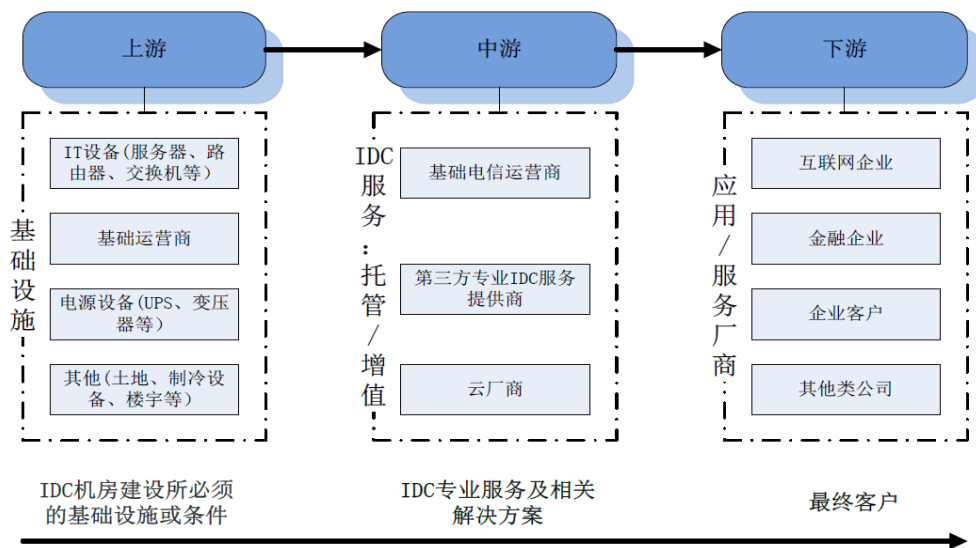 上游
中游
下游
基础设施
IT设备(服务器、路
由器、交换机等）
基础运营商
电源设备(UPS、变压
器等）
其他(土地、制冷设
备、楼宇等）
IDC服务：托管/增值
基础电信运营商
第三方专业IDC服务
提供商
云厂商
应用/服务厂商
互联网企业
金融企业
企业客户
其他类公司
IDC机房建设所必须
的基础设施或条件
IDC专业服务及相关
解决方案
最终客户